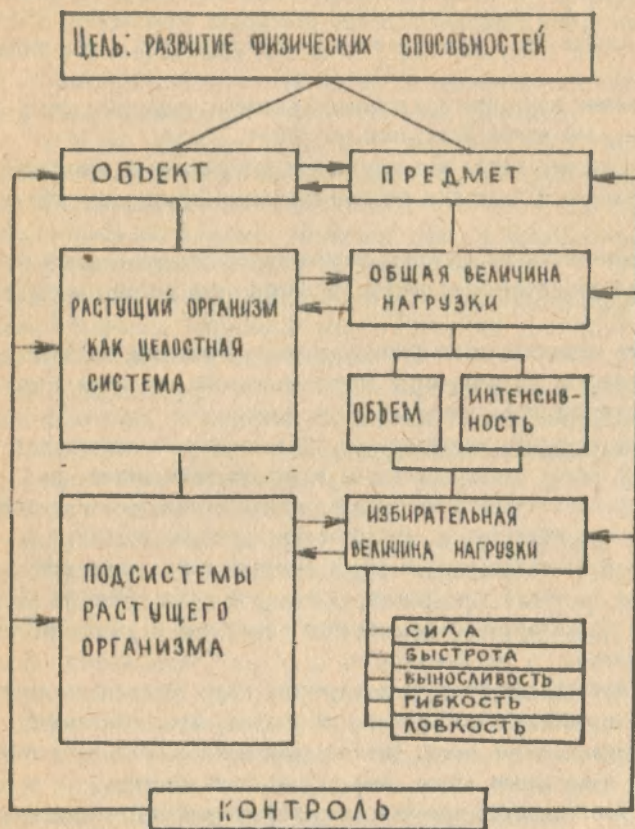 Цель: РАЗВИТИЕ ФИЗИЧЕСКИХ СПОСОБНОСТЕЙ
ОБЪЕКТ
ПРЕДМЕТ
РАСТУЩИЙ ОРГАНИЗМ
КАК ЦЕЛОСТНАЯ
СИСТЕМА
ОБЩАЯ ВЕЛИЧИНА
НАГРУЗКИ
ОБЪЕМ
ИНТЕНСИВ-
НОСТЬ
ПОДСИСТЕМЫ
РАСТУЩЕГО
ОРГАНИЗМА
ИЗБИРАТЕЛЬНАЯ
ВЕЛИЧИНА НАГРУЗКИ
СИЛА
БЫСТРОТА
ВЫНОСЛИВОСТЬ
ГИБКОСТЬ
ЛОВКОСТЬ
КОНТРОЛЬ